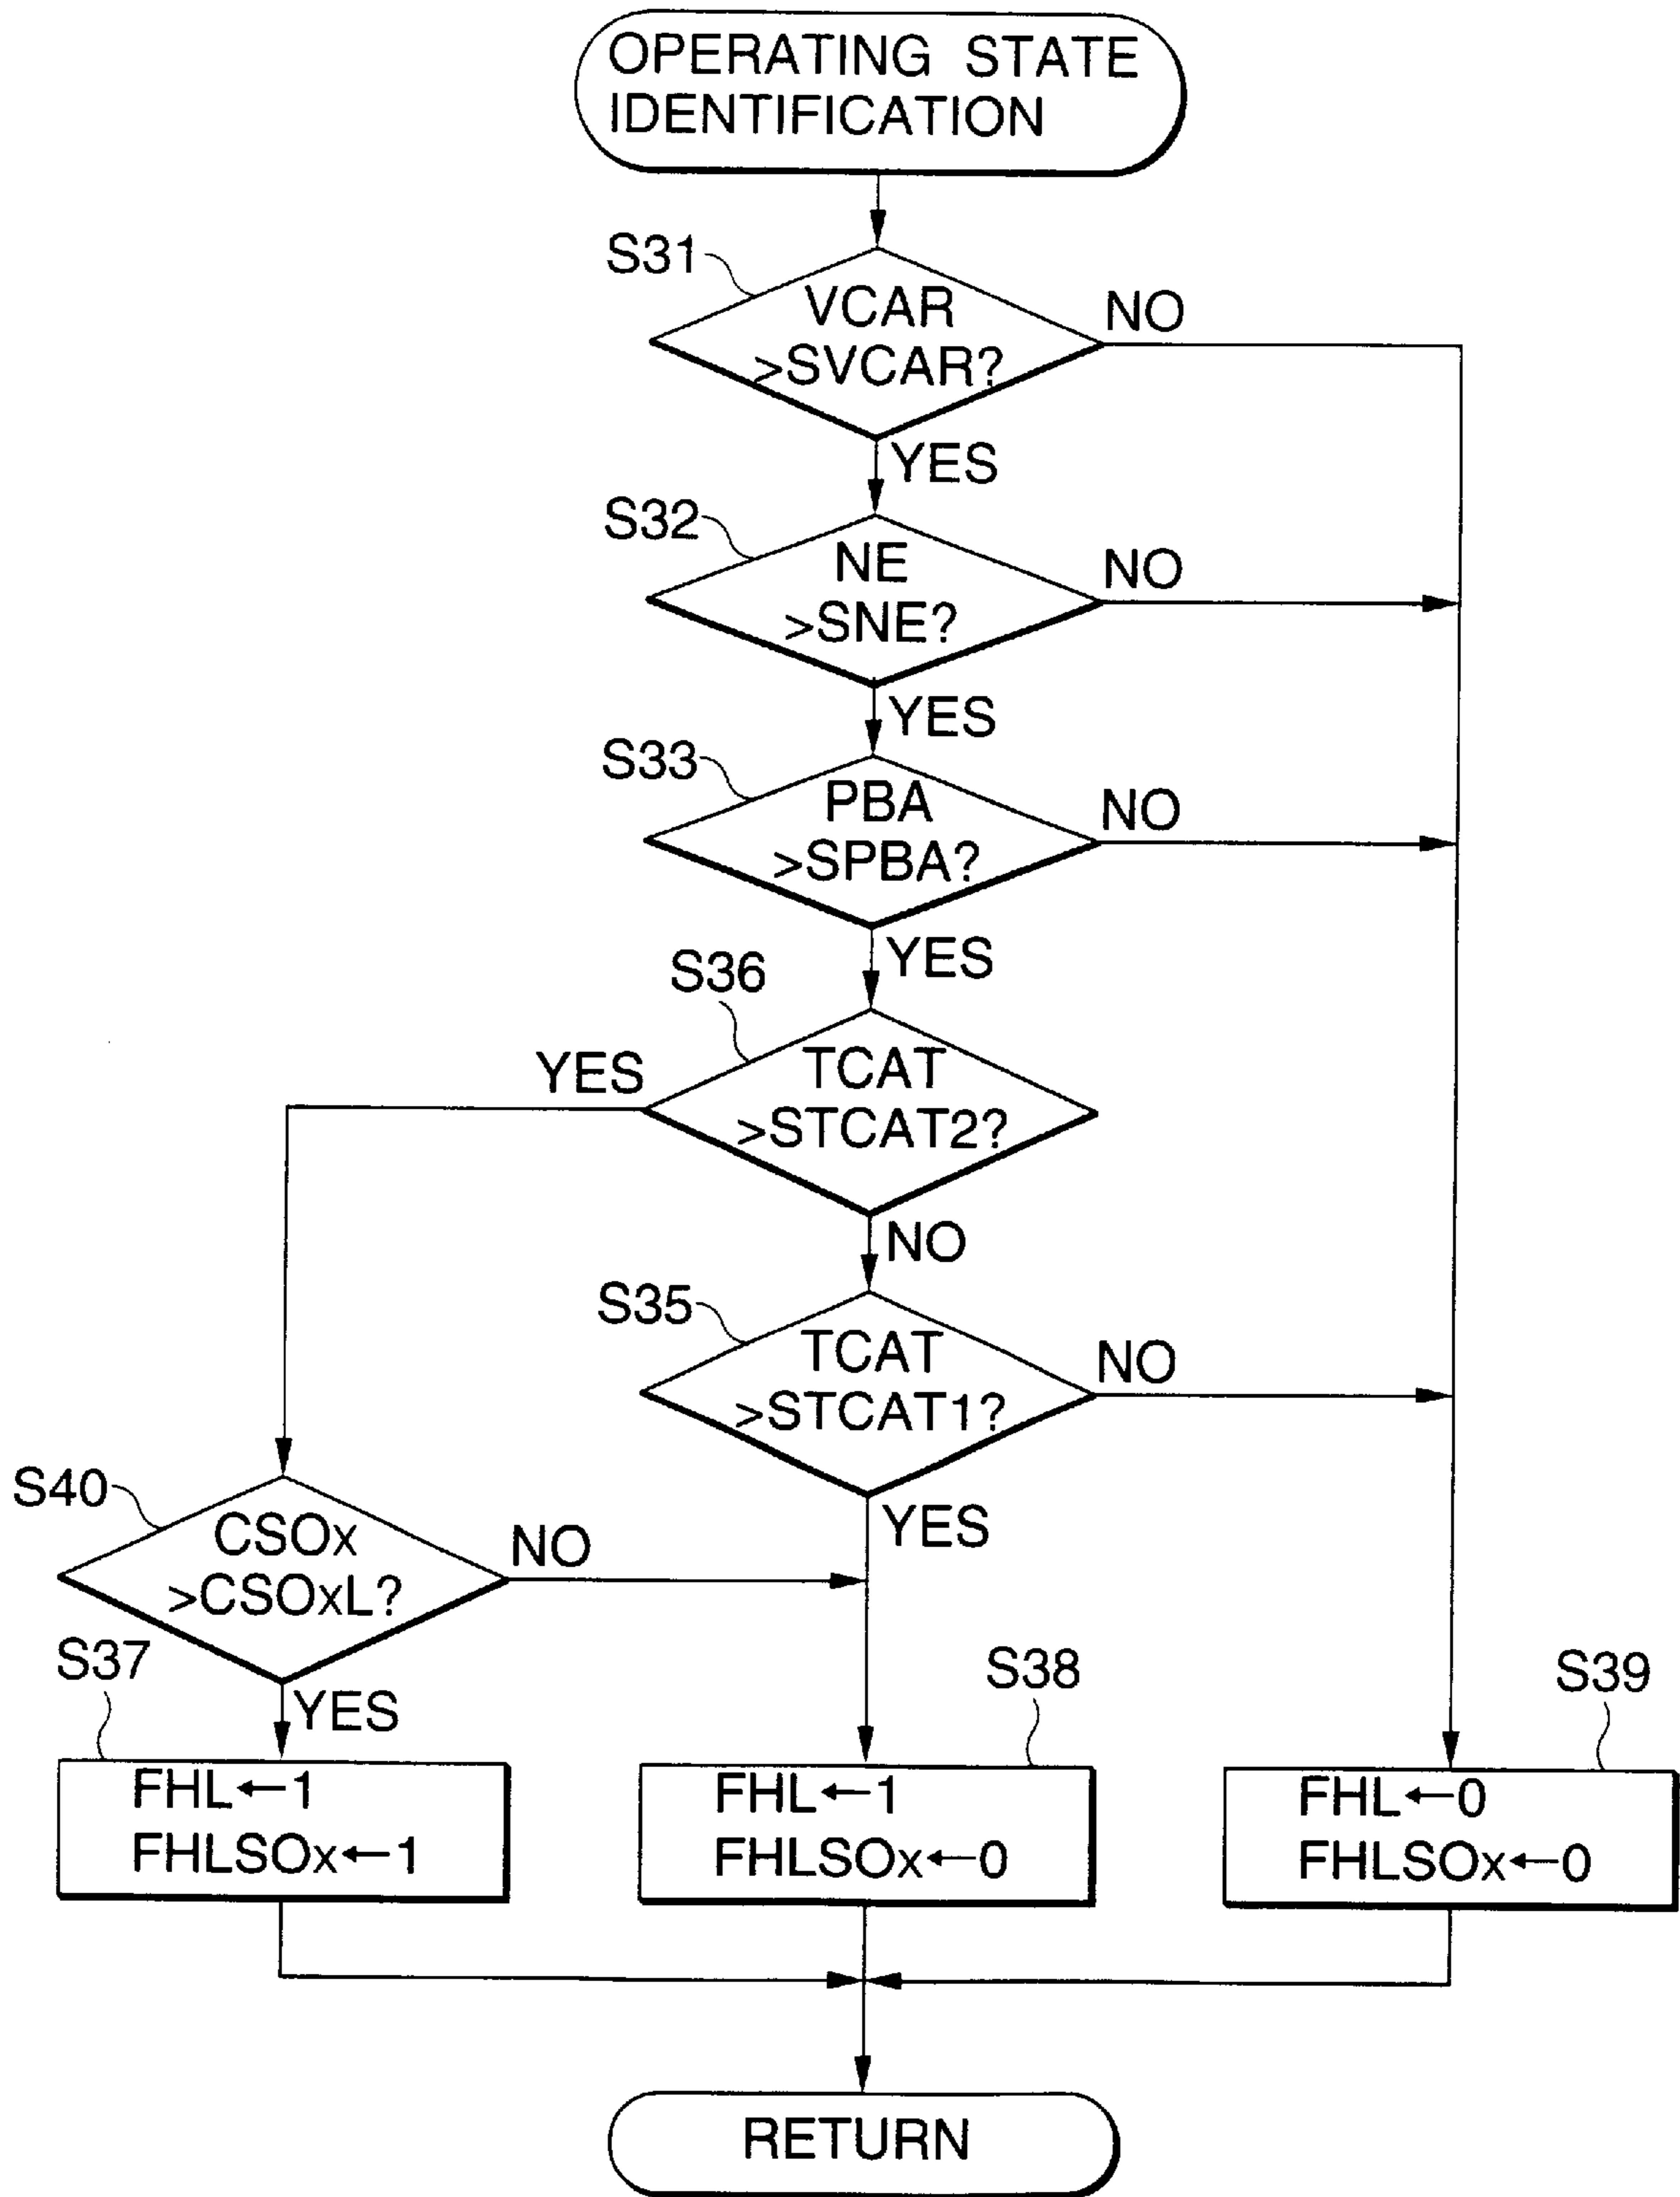 OPERATING STATE
IDENTIFICATION
S31
VCAR
>SVCAR?
NO
YES
S32
NE
>SNE?
NO
YES
S33
PBA
>SPBA?
NO
YES
S36
TCAT
>STCAT2?
YES
NO
S35
TCAT
>STCAT1?
NO
YES
S40
CSOx
>CSOxL?
NO
YES
S37
FHL←1
FHLSOx←1
S38
FHL←1
FHLSOx←0
S39
FHL←0
FHLSOx←0
RETURN